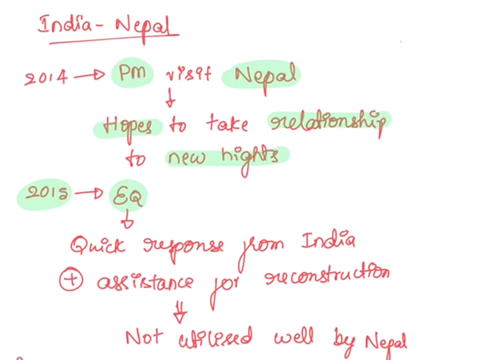 India - Nepal
2014 → PM visit Nepal
↓
Hopes to take relationship
to new hights
2015 → EQ
↓
Quick response from India
⊕ assistance for reconstruction
⇓
Not utilised well by Nepal